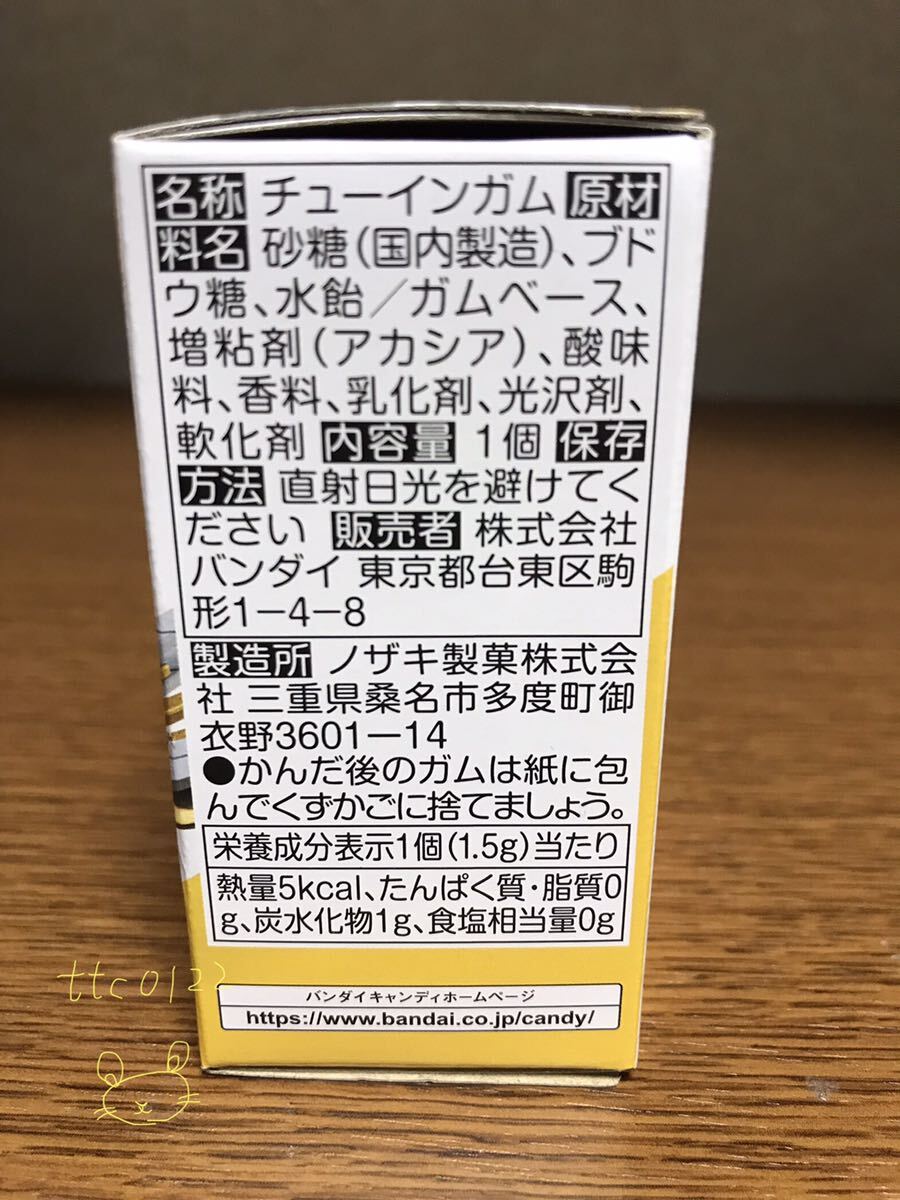 名称 チューインガム 原材
料名 砂糖(国内製造)、ブド
ウ糖、水飴/ガムベース、
増粘剤(アカシア)、酸味
料、香料、乳化剤、光沢剤、
軟化剤 内容量 1個 保存
方法 直射日光を避けてく
ださい 販売者 株式会社
バンダイ 東京都台東区駒
形1-4-8
製造所 ノザキ製菓株式会
社 三重県桑名市多度町御
衣野3601-14
●かんだ後のガムは紙に包
んでくずかごに捨てましょう。
栄養成分表示1個(1.5g)当たり
熱量5kcal、たんぱく質・脂質0
g、炭水化物1g、食塩相当量0g
ttc0122
バンダイキャンディホームページ
https://www.bandai.co.jp/candy/